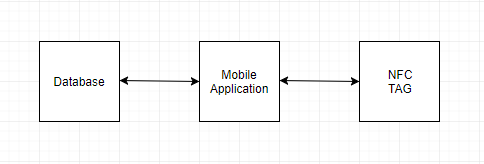 Database
Mobile
Application
NFC
TAG